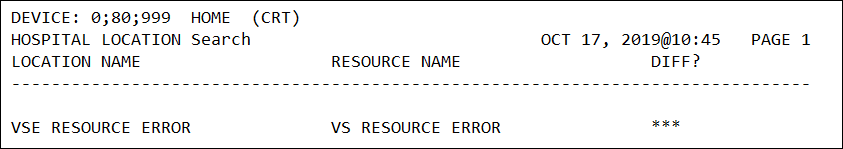 DEVICE: 0;80;999  HOME  (CRT)
HOSPITAL LOCATION Search                             OCT 17, 2019@10:45   PAGE 1
LOCATION NAME                   RESOURCE NAME                   DIFF?
--------------------------------------------------------------------------------
VSE RESOURCE ERROR              VS RESOURCE ERROR               ***